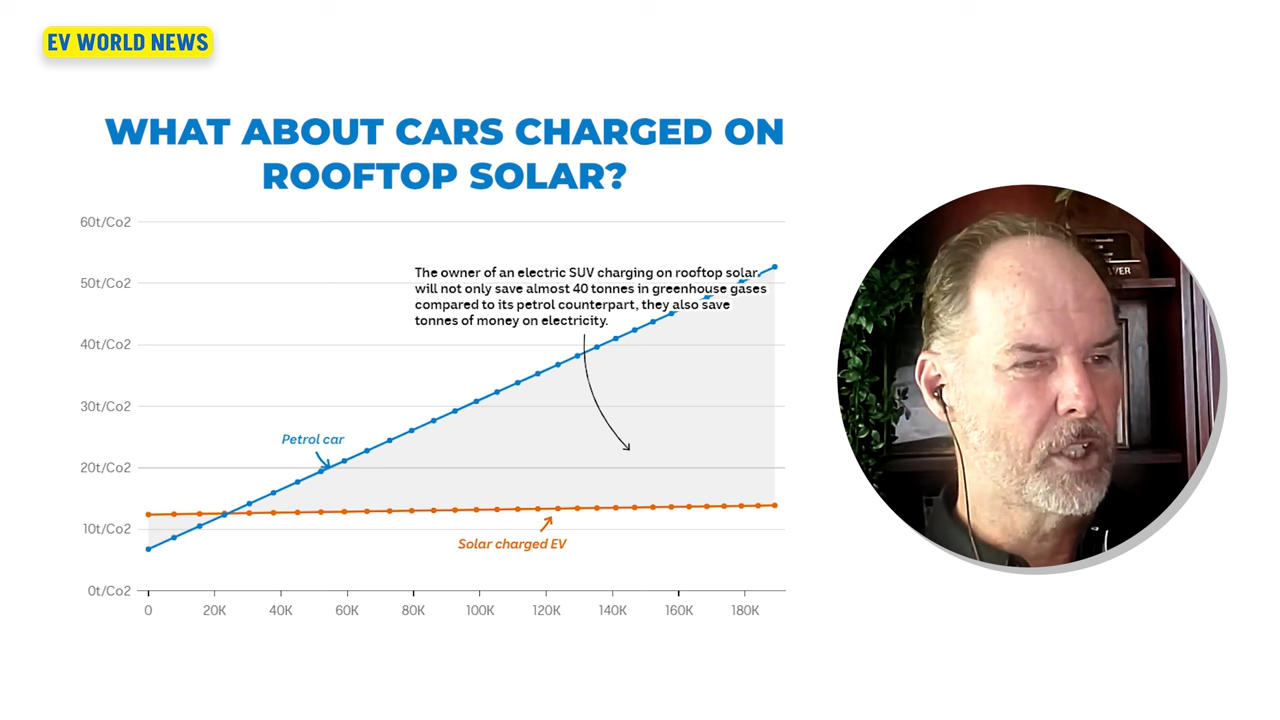 EV WORLD NEWS
WHAT ABOUT CARS CHARGED ON
ROOFTOP SOLAR?
60t/Co2
The owner of an electric SUV charging on rooftop solar
will not only save almost 40 tonnes in greenhouse gases
compared to its petrol counterpart, they also save
tonnes of money on electricity.
50t/Co2
40t/Co2
30t/Co2
Petrol car
20t/Co2
10t/Co2
Solar charged EV
0t/Co2
0 20K 40K 60K 80K 100K 120K 140K 160K 180K